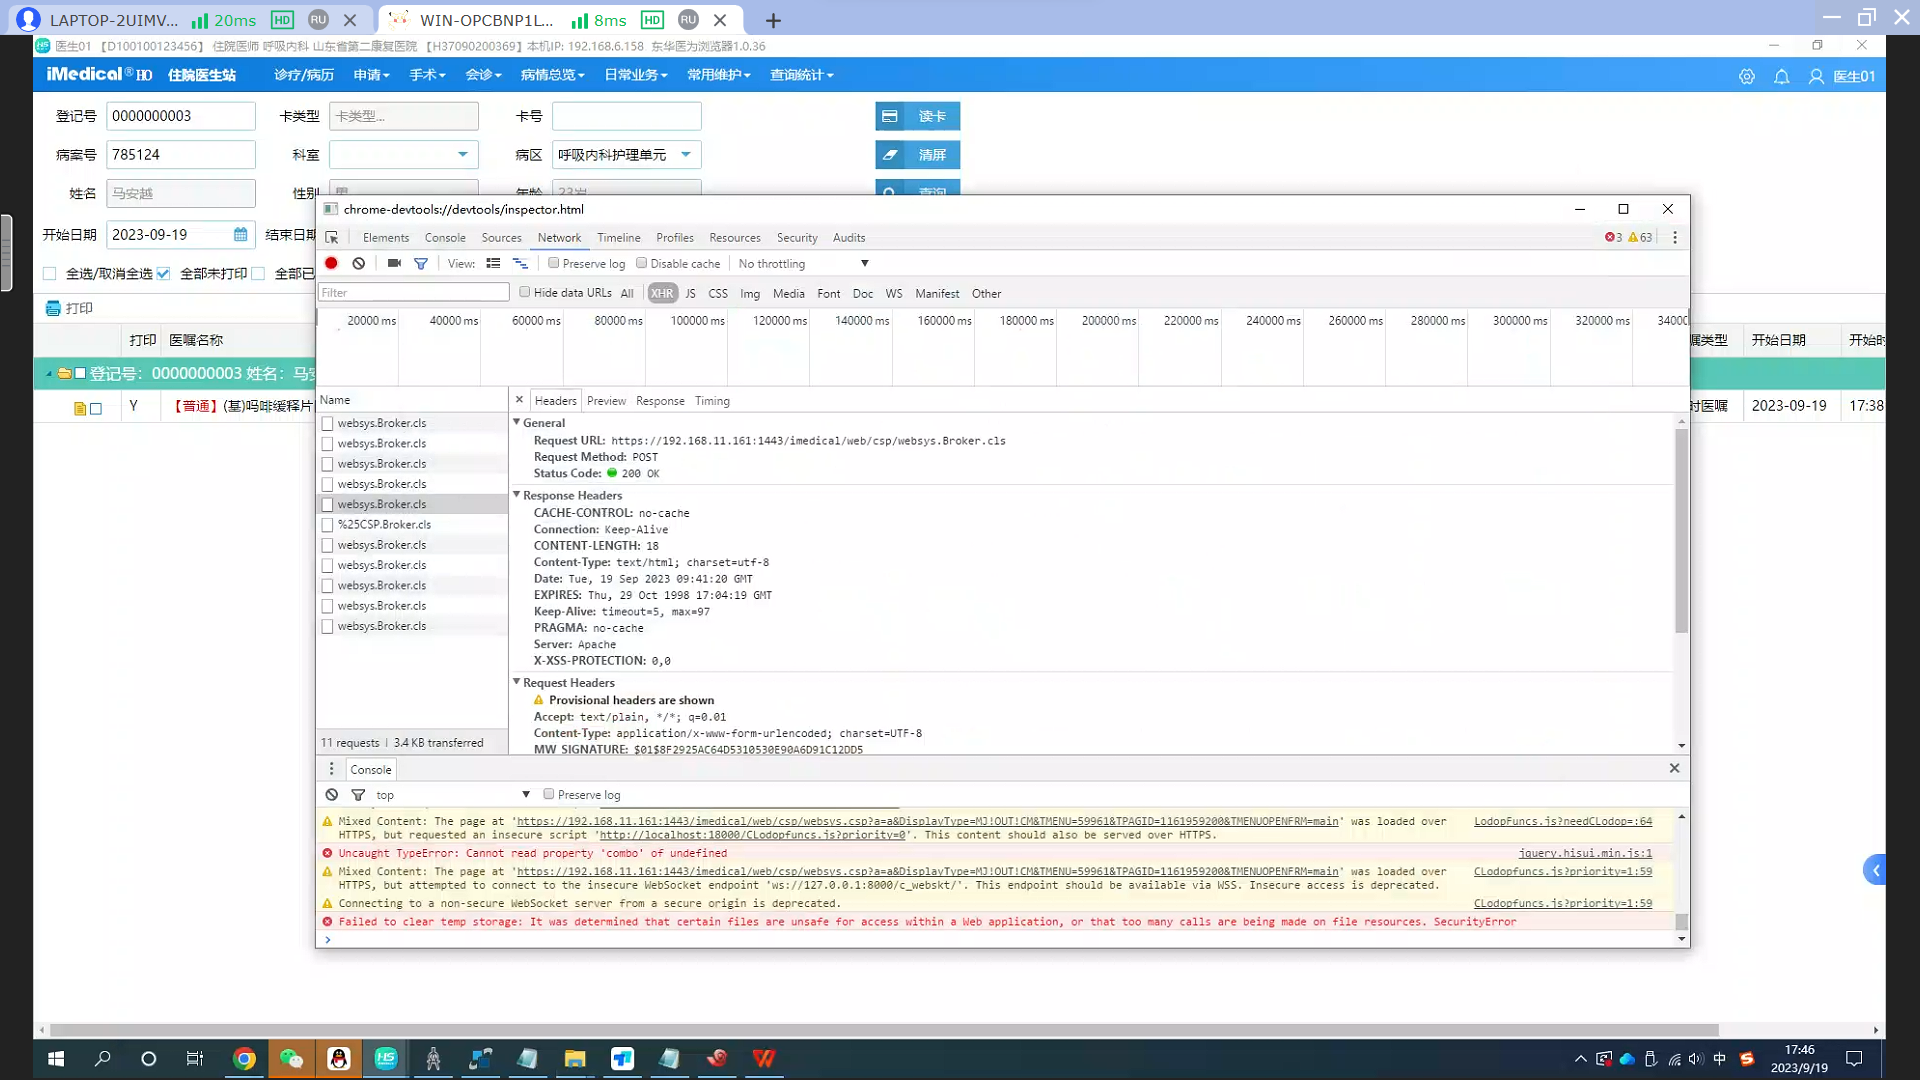 LAPTOP-2UIMV... 20ms HD RU WIN-OPCBNP1L... 8ms HD RU
医生01 【D100100123456】 住院医师 呼吸内科 山东省第二康复医院 【H37090200369】本机IP: 192.168.6.158 东华医为浏览器1.0.36
iMedical® HO 住院医生站 诊疗/病历 申请 手术 会诊 病情总览 日常业务 常用维护 查询统计 医生01
登记号 0000000003 卡类型 卡类型... 卡号 读卡
病案号 785124 科室 病区 呼吸内科护理单元 清屏
姓名 马安越 性别 男 年龄 23岁 查询
开始日期 2023-09-19 结束日期
全选/取消全选 全部未打印 全部已
打印
打印 医嘱名称 嘱类型 开始日期 开始时
登记号: 0000000003 姓名: 马安
Y 【普通】(基)吗啡缓释片 时医嘱 2023-09-19 17:38
chrome-devtools://devtools/inspector.html
Elements Console Sources Network Timeline Profiles Resources Security Audits 3 63
View: Preserve log Disable cache No throttling
Filter Hide data URLs All XHR JS CSS Img Media Font Doc WS Manifest Other
20000 ms 40000 ms 60000 ms 80000 ms 100000 ms 120000 ms 140000 ms 160000 ms 180000 ms 200000 ms 220000 ms 240000 ms 260000 ms 280000 ms 300000 ms 320000 ms 34000
Name
websys.Broker.cls
websys.Broker.cls
websys.Broker.cls
websys.Broker.cls
websys.Broker.cls
%25CSP.Broker.cls
websys.Broker.cls
websys.Broker.cls
websys.Broker.cls
websys.Broker.cls
websys.Broker.cls
11 requests | 3.4 KB transferred
Headers Preview Response Timing
General
Request URL: https://192.168.11.161:1443/imedical/web/csp/websys.Broker.cls
Request Method: POST
Status Code: 200 OK
Response Headers
CACHE-CONTROL: no-cache
Connection: Keep-Alive
CONTENT-LENGTH: 18
Content-Type: text/html; charset=utf-8
Date: Tue, 19 Sep 2023 09:41:20 GMT
EXPIRES: Thu, 29 Oct 1998 17:04:19 GMT
Keep-Alive: timeout=5, max=97
PRAGMA: no-cache
Server: Apache
X-XSS-PROTECTION: 0,0
Request Headers
Provisional headers are shown
Accept: text/plain, */*; q=0.01
Content-Type: application/x-www-form-urlencoded; charset=UTF-8
MW_SIGNATURE: $01$8F2925AC64D5310530E90A6D91C12DD5
Console
top Preserve log
Mixed Content: The page at 'https://192.168.11.161:1443/imedical/web/csp/websys.csp?a=a&DisplayType=MJ!OUT!CM&TMENU=59961&TPAGID=1161959200&TMENUOPENFRM=main' was loaded over LodopFuncs.js?needCLodop=:64
HTTPS, but requested an insecure script 'http://localhost:18000/CLodopfuncs.js?priority=0'. This content should also be served over HTTPS.
Uncaught TypeError: Cannot read property 'combo' of undefined jquery.hisui.min.js:1
Mixed Content: The page at 'https://192.168.11.161:1443/imedical/web/csp/websys.csp?a=a&DisplayType=MJ!OUT!CM&TMENU=59961&TPAGID=1161959200&TMENUOPENFRM=main' was loaded over CLodopfuncs.js?priority=1:59
HTTPS, but attempted to connect to the insecure WebSocket endpoint 'ws://127.0.0.1:8000/c_webskt/'. This endpoint should be available via WSS. Insecure access is deprecated.
Connecting to a non-secure WebSocket server from a secure origin is deprecated. CLodopfuncs.js?priority=1:59
Failed to clear temp storage: It was determined that certain files are unsafe for access within a Web application, or that too many calls are being made on file resources. SecurityError
中
17:46
2023/9/19